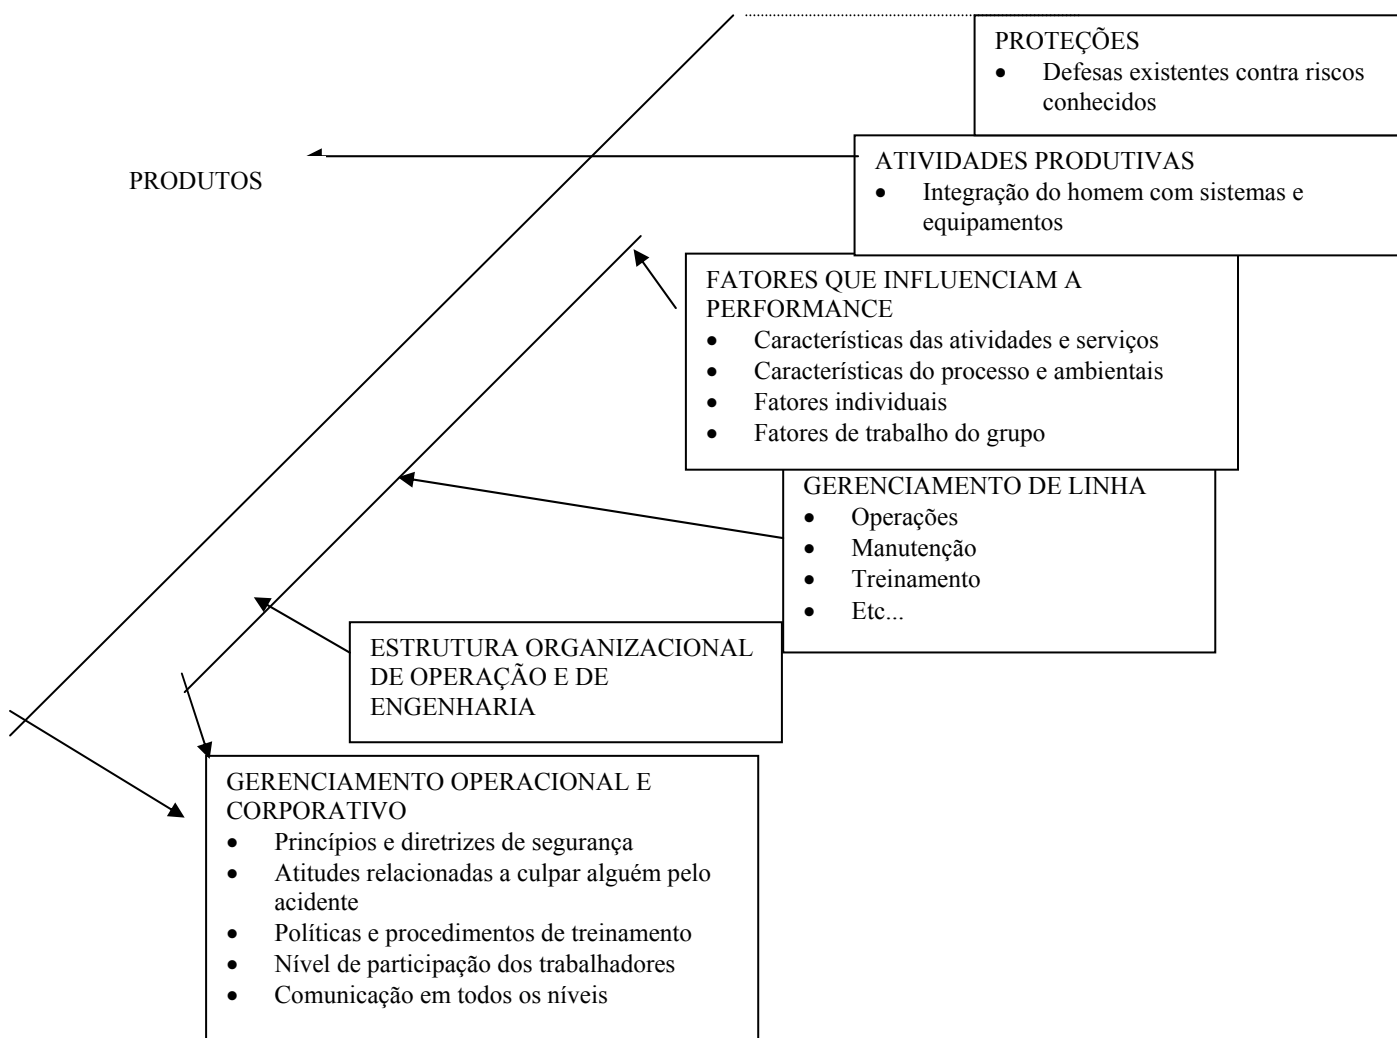 PROTEÇÕES
• Defesas existentes contra riscos
conhecidos
PRODUTOS
ATIVIDADES PRODUTIVAS
• Integração do homem com sistemas e
equipamentos
FATORES QUE INFLUENCIAM A
PERFORMANCE
• Características das atividades e serviços
• Características do processo e ambientais
• Fatores individuais
• Fatores de trabalho do grupo
GERENCIAMENTO DE LINHA
• Operações
• Manutenção
• Treinamento
• Etc...
ESTRUTURA ORGANIZACIONAL
DE OPERAÇÃO E DE
ENGENHARIA
GERENCIAMENTO OPERACIONAL E
CORPORATIVO
• Princípios e diretrizes de segurança
• Atitudes relacionadas a culpar alguém pelo
acidente
• Políticas e procedimentos de treinamento
• Nível de participação dos trabalhadores
• Comunicação em todos os níveis